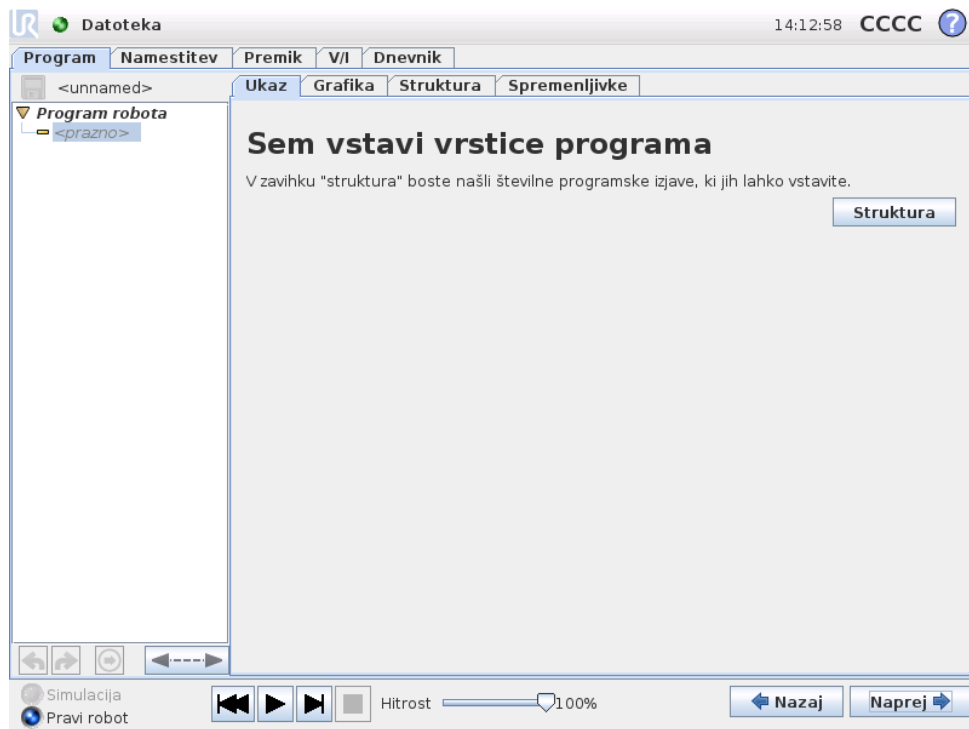 UR Datoteka 14:12:58 CCCC ?
Program Namestitev Premik V/I Dnevnik
<unnamed> Ukaz Grafika Struktura Spremenljivke
Program robota
<prazno>
Sem vstavi vrstice programa
V zavihku "struktura" boste našli številne programske izjave, ki jih lahko vstavite.
Struktura
Simulacija
Pravi robot
Hitrost 100% Nazaj Naprej